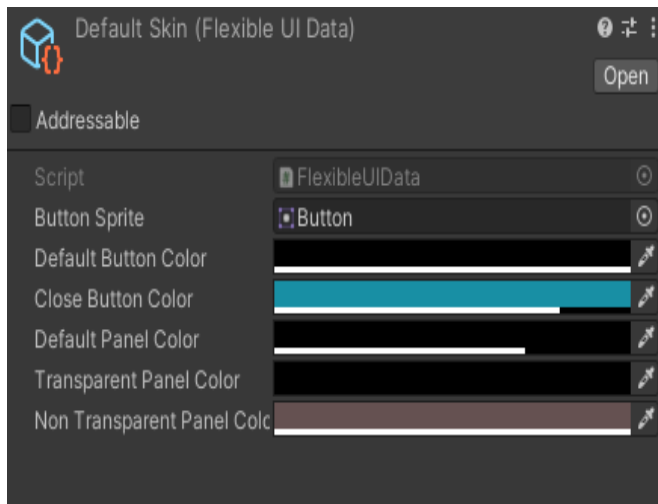 Default Skin (Flexible UI Data)
Open
Addressable
Script FlexibleUIData
Button Sprite Button
Default Button Color
Close Button Color
Default Panel Color
Transparent Panel Color
Non Transparent Panel Colc